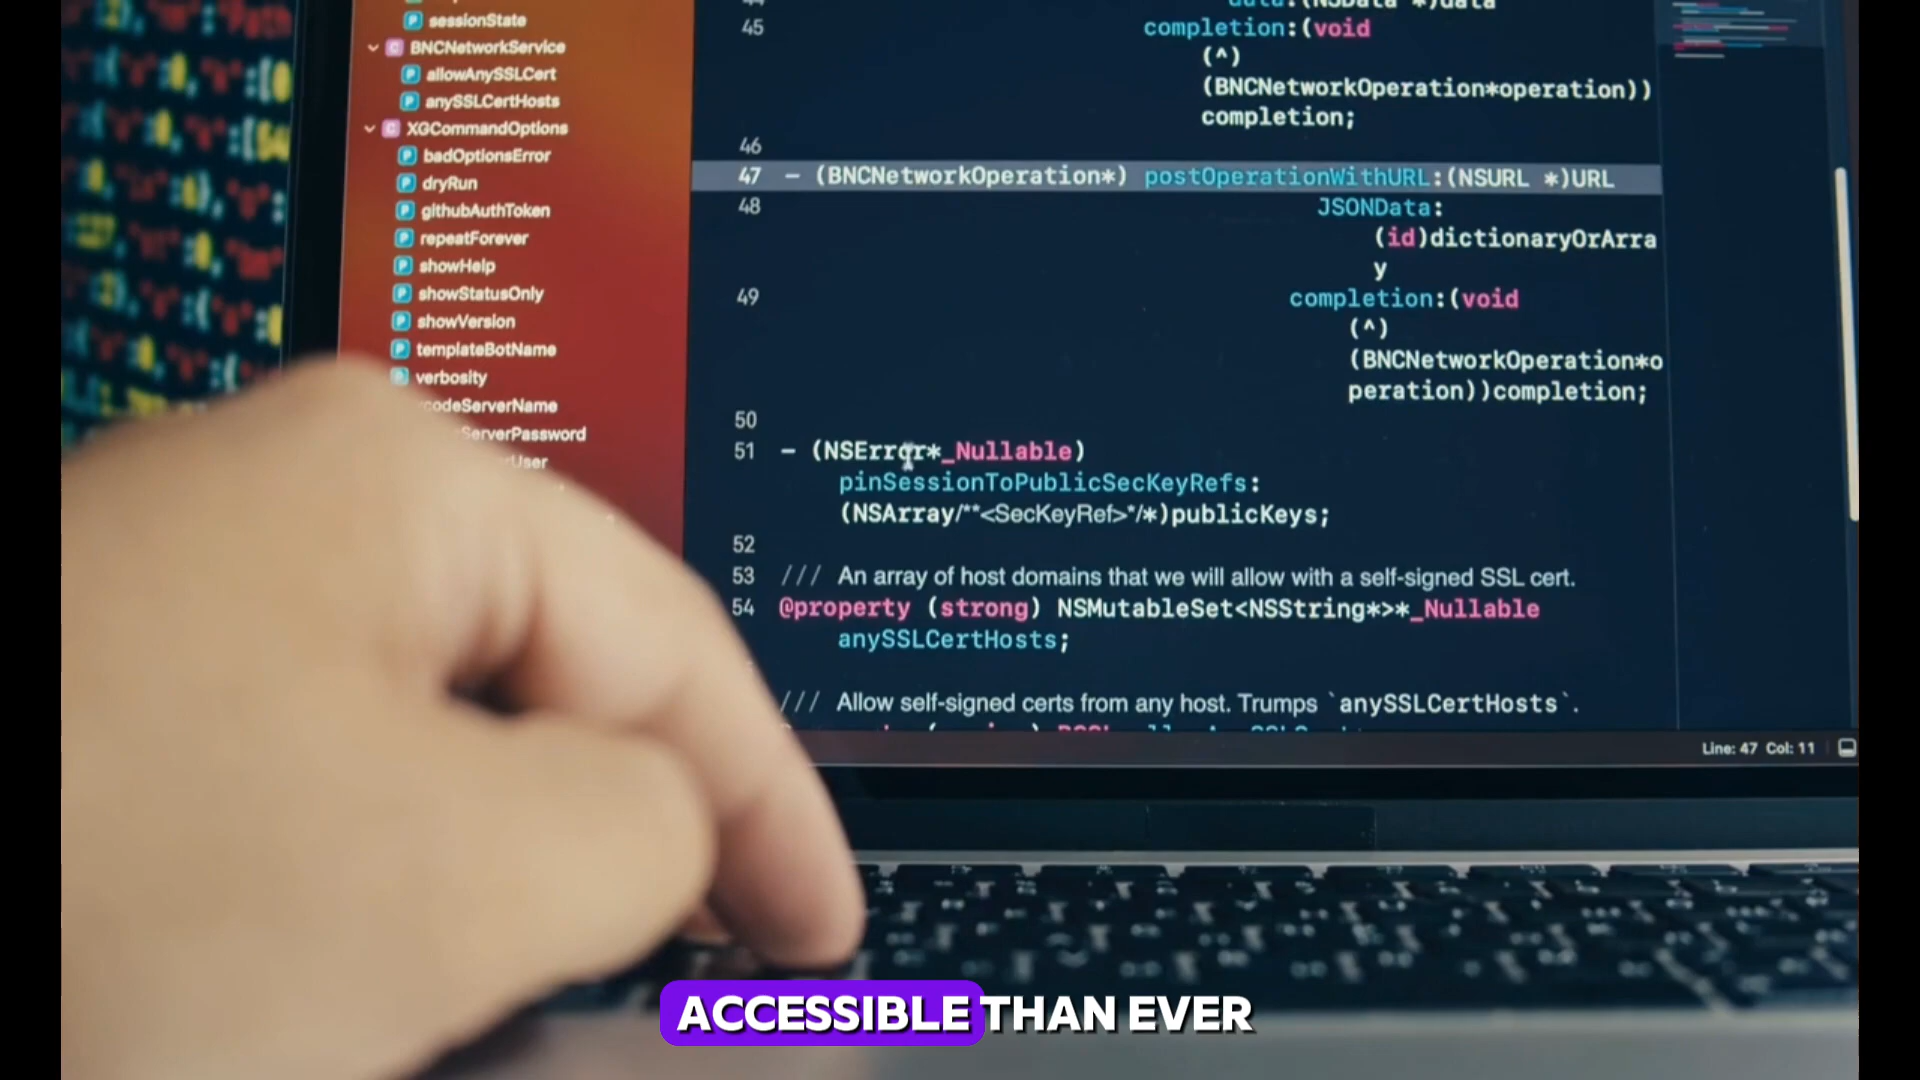 sessionState
BNCNetworkService
allowAnySSLCert
anySSLCertHosts
XGCommandOptions
badOptionsError
dryRun
githubAuthToken
repeatForever
showHelp
showStatusOnly
showVersion
templateBotName
verbosity
codeServerName
ServerPassword
User
data:(NSData *)data
45 completion:(void
(^)
(BNCNetworkOperation*operation))
completion;
46
47 – (BNCNetworkOperation*) postOperationWithURL:(NSURL *)URL
48 JSONData:
(id)dictionaryOrArra
y
49 completion:(void
(^)
(BNCNetworkOperation*o
peration))completion;
50
51 – (NSError*_Nullable)
pinSessionToPublicSecKeyRefs:
(NSArray/**<SecKeyRef>*/*)publicKeys;
52
53 /// An array of host domains that we will allow with a self-signed SSL cert.
54 @property (strong) NSMutableSet<NSString*>*_Nullable
anySSLCertHosts;
/// Allow self-signed certs from any host. Trumps `anySSLCertHosts`.
Line: 47 Col: 11
ACCESSIBLE THAN EVER